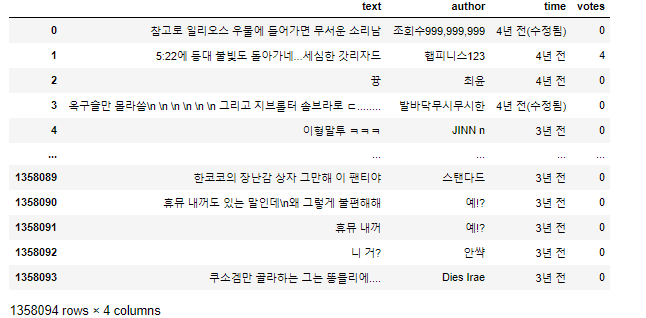 text author time votes
0 참고로 일리오스 우물에 들어가면 무서운 소리남 조회수999,999,999 4년 전(수정됨) 0
1 5:22에 등대 불빛도 돌아가네...세심한 갓리자드 햅피니스123 4년 전 4
2 끙 최윤 4년 전 0
3 옥구슬만 몰라씀\n \n \n \n \n \n 그리고 지브롤터 솜브라로 ㄷ........ 발바닥무시무시한 4년 전(수정됨) 0
4 이형말투 ㅋㅋㅋ JINN n 3년 전 0
... ... ... ... ...
1358089 한코코의 장난감 상자 그만해 이 팬티야 스탠다드 3년 전 0
1358090 휴뮤 내꺼도 있는 말인데\n왜 그렇게 불편해해 예!? 3년 전 0
1358091 휴뮤 내꺼 예!? 3년 전 0
1358092 니 거? 안싹 3년 전 0
1358093 쿠소겜만 골라하는 그는 똥믈리에.... Dies Irae 3년 전 0
1358094 rows × 4 columns